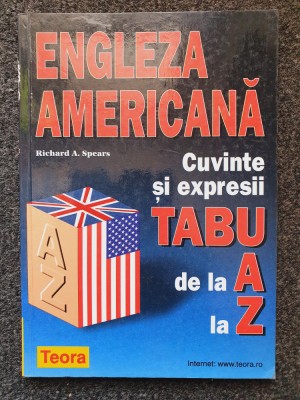 ENGLEZA
AMERICANĂ
Richard A. Spears
Cuvinte
și expresii
TABU
de la A
la Z
A
Z
Teora
Internet: www.teora.ro